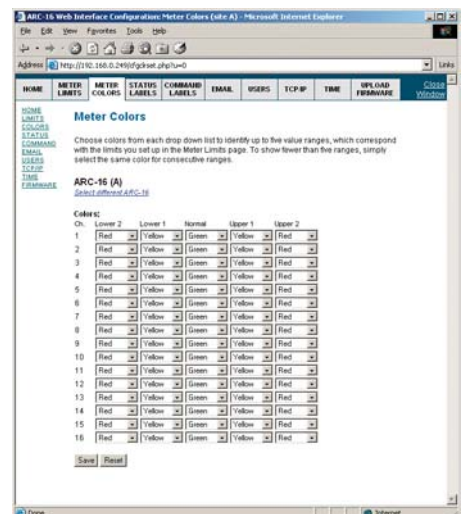 ARC-16 Web Interface Configuration: Meter Colors (site A) - Microsoft Internet Explorer
File Edit View Favorites Tools Help
Address http://192.168.0.249/cfgclrset.php?u=0 Links
HOME METER LIMITS METER COLORS STATUS LABELS COMMAND LABELS EMAIL USERS TCP-IP TIME UPLOAD FIRMWARE Close Window
HOME
LIMITS
COLORS
STATUS
COMMAND
EMAIL
USERS
TCP/IP
TIME
FIRMWARE
Meter Colors
Choose colors from each drop down list to identify up to five value ranges, which correspond
with the limits you set up in the Meter Limits page. To show fewer than five ranges, simply
select the same color for consecutive ranges.
ARC-16 (A)
Select different ARC-16
Colors:
Ch. Lower 2 Lower 1 Normal Upper 1 Upper 2
1 Red Yellow Green Yellow Red
2 Red Yellow Green Yellow Red
3 Red Yellow Green Yellow Red
4 Red Yellow Green Yellow Red
5 Red Yellow Green Yellow Red
6 Red Yellow Green Yellow Red
7 Red Yellow Green Yellow Red
8 Red Yellow Green Yellow Red
9 Red Yellow Green Yellow Red
10 Red Yellow Green Yellow Red
11 Red Yellow Green Yellow Red
12 Red Yellow Green Yellow Red
13 Red Yellow Green Yellow Red
14 Red Yellow Green Yellow Red
15 Red Yellow Green Yellow Red
16 Red Yellow Green Yellow Red
Save Reset
Done Internet